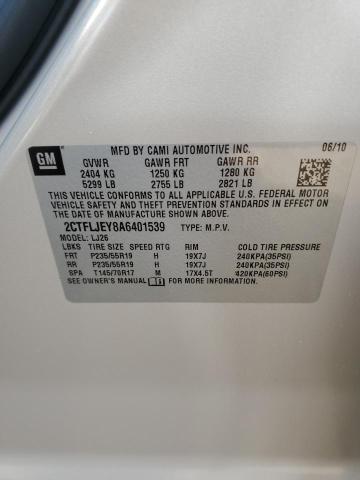 GM
MFD BY CAMI AUTOMOTIVE INC. 06/10
GVWR GAWR FRT GAWR RR
2404 KG 1250 KG 1280 KG
5299 LB 2755 LB 2821 LB
THIS VEHICLE CONFORMS TO ALL APPLICABLE U.S. FEDERAL MOTOR
VEHICLE SAFETY, BUMPER, AND THEFT PREVENTION STANDARDS IN
EFFECT ON THE DATE OF MANUFACTURE SHOWN ABOVE.
2CTFLJEY8A6401539 TYPE: M.P.V.
MODEL: LJ26
LBKS TIRE SIZE SPEED RTG RIM COLD TIRE PRESSURE
FRT P235/55R19 H 19X7J 240KPA(35PSI)
RR P235/55R19 H 19X7J 240KPA(35PSI)
SPA T145/70R17 M 17X4.5T 420KPA(60PSI)
SEE OWNER'S MANUAL FOR MORE INFORMATION.